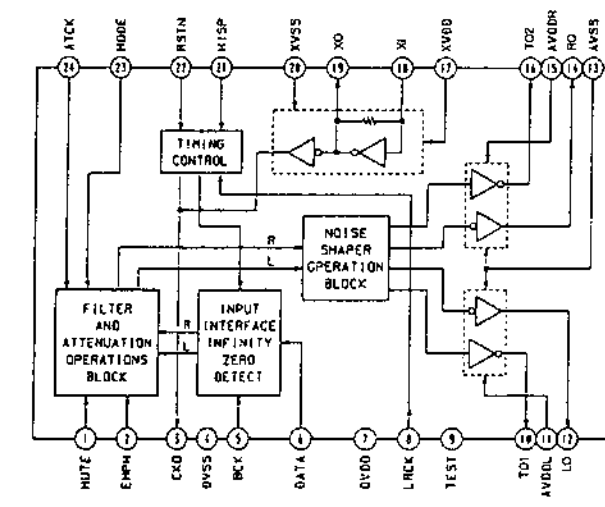 ATCK
MODE
RSTN
HISP
XVSS
XO
XI
XVDD
TO2
AVDDR
RO
AVSS
24
23
22
21
20
19
18
17
16
15
14
13
TIMING
CONTROL
NOISE
SHAPER
OPERATION
BLOCK
R
L
FILTER
AND
ATTENUATION
OPERATIONS
BLOCK
R
L
INPUT
INTERFACE
INFINITY
ZERO
DETECT
1
2
3
4
5
6
7
8
9
10
11
12
MUTE
EMPH
CKO
DVSS
BCK
DATA
DVDD
LRCK
TEST
TO1
AVDDL
LO